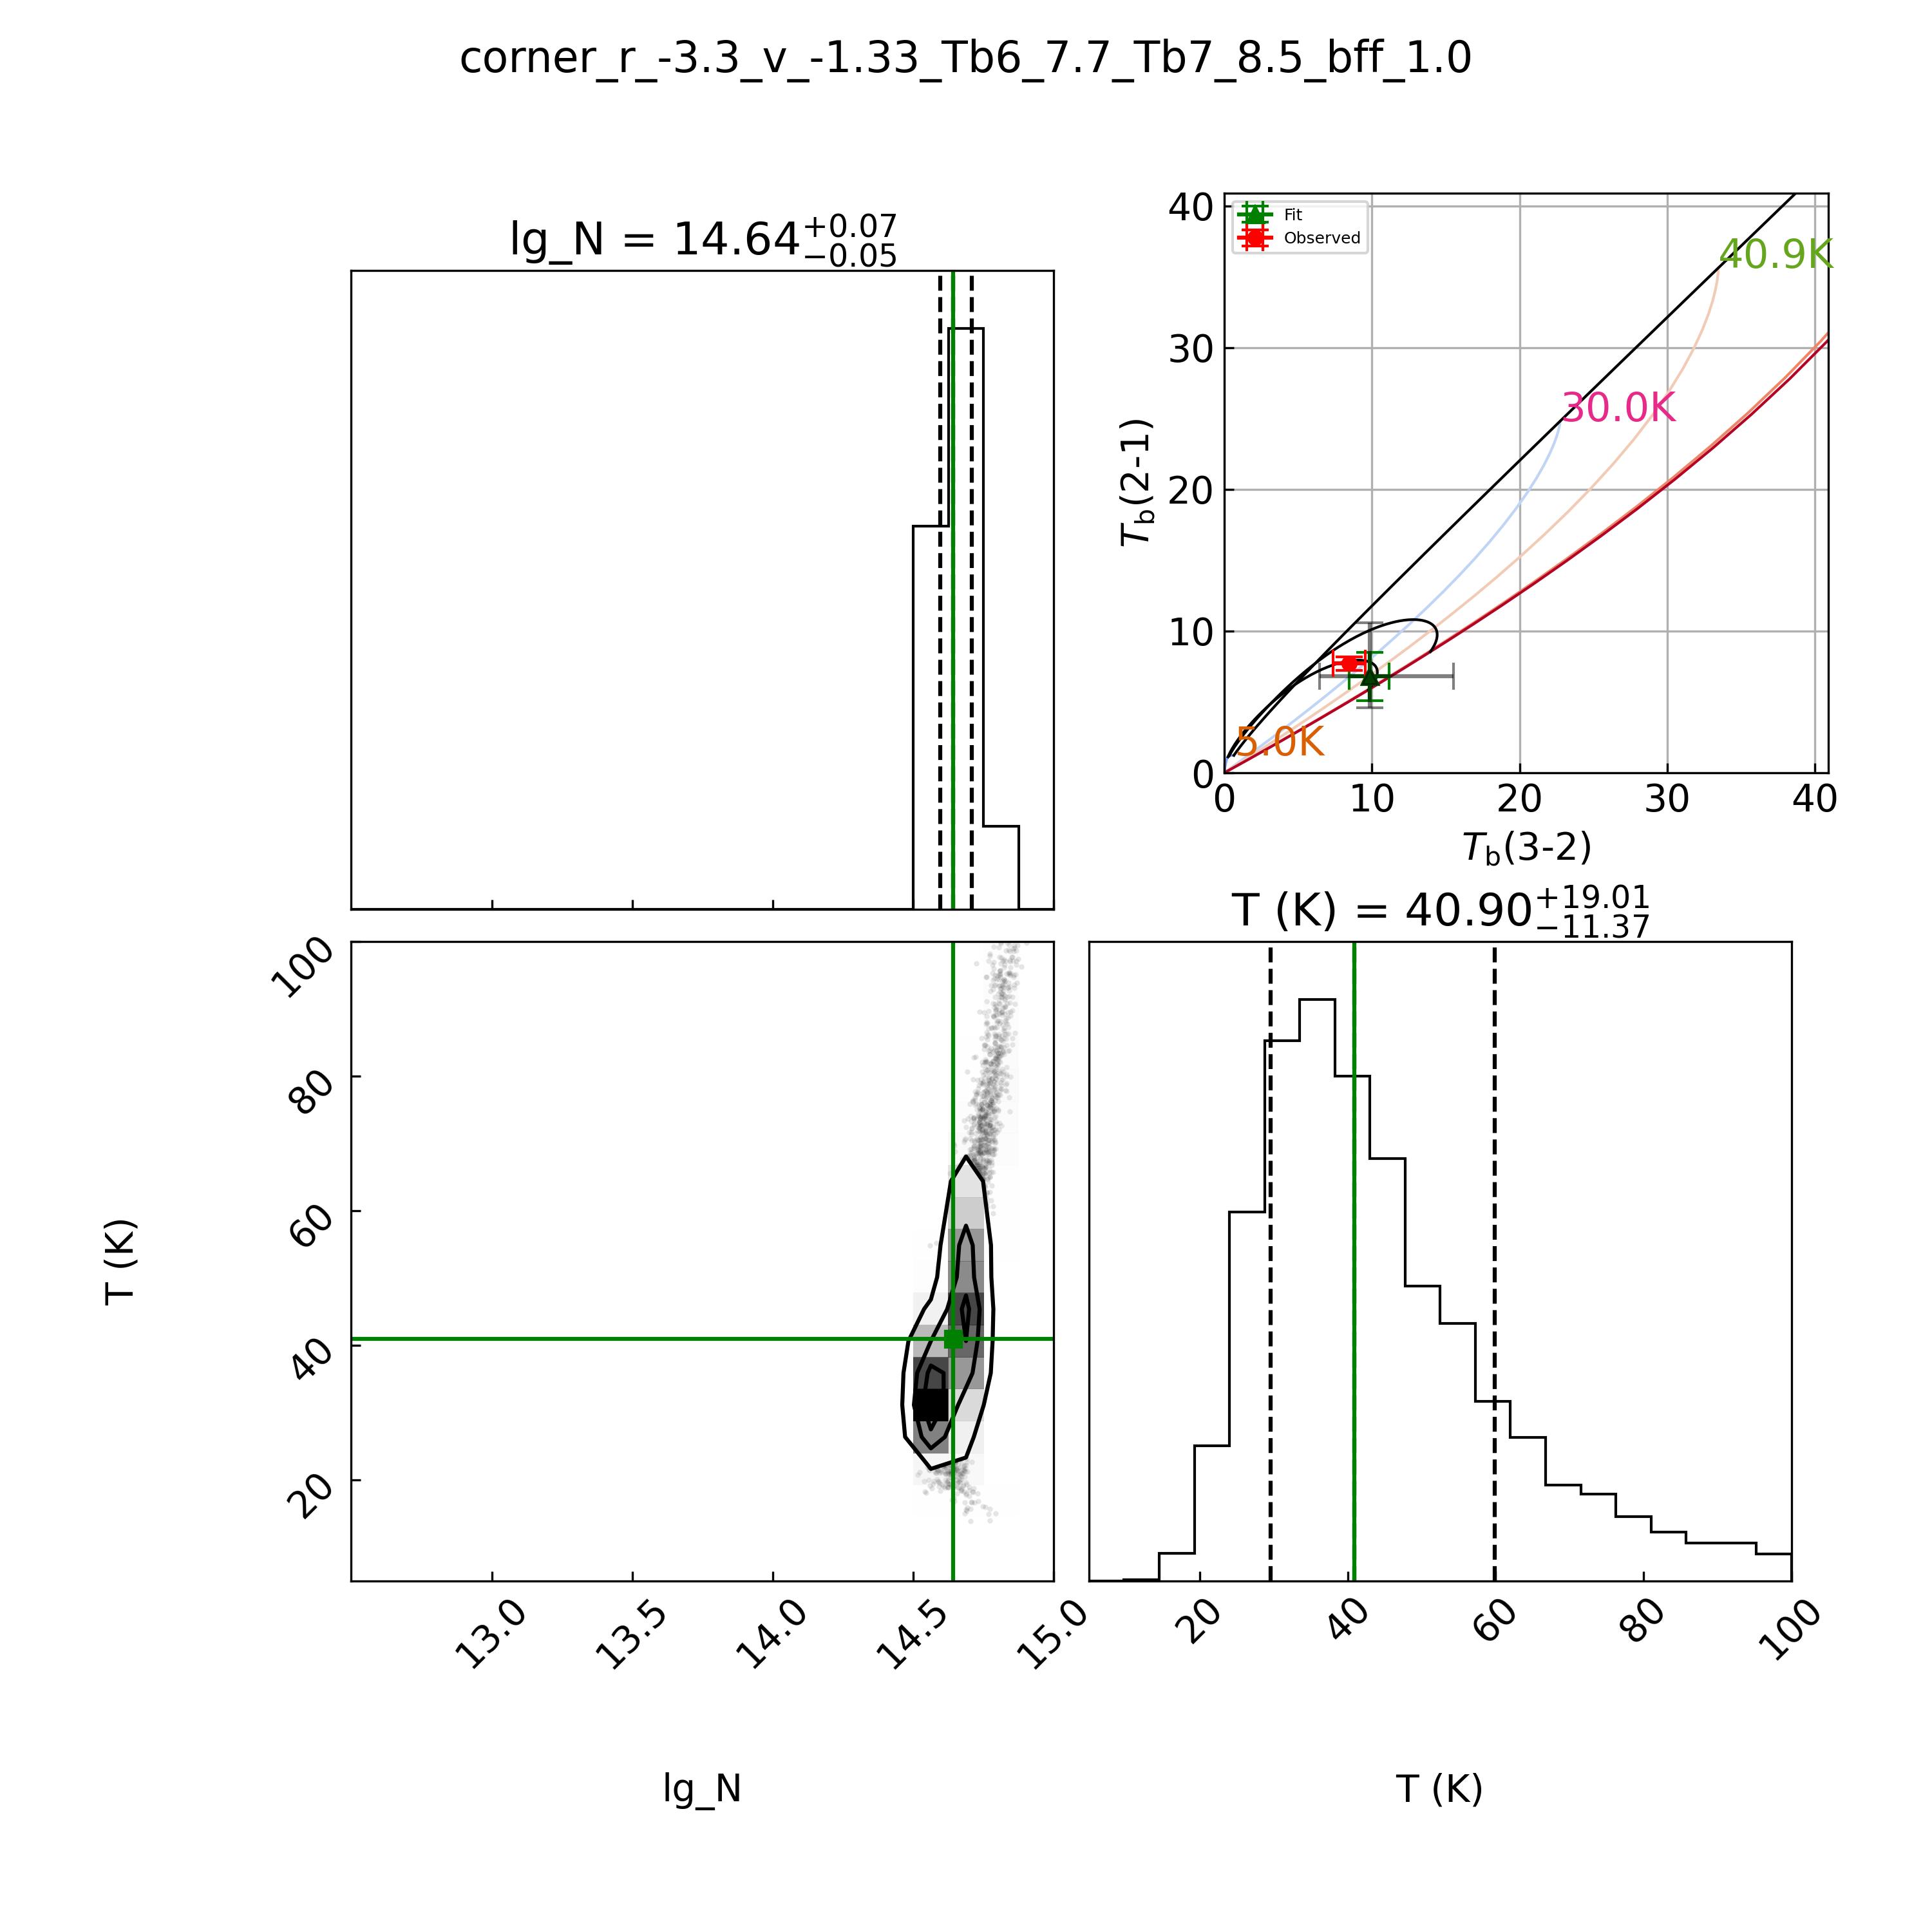 corner_r_-3.3_v_-1.33_Tb6_7.7_Tb7_8.5_bff_1.0
lg_N = 14.64 +0.07 −0.05
40
30
20
10
0
T_b(2-1)
Fit
Observed
40.9K
30.0K
5.0K
0 10 20 30 40
T_b(3-2)
T (K) = 40.90 +19.01 −11.37
100
80
60
40
20
T (K)
13.0 13.5 14.0 14.5 15.0
lg_N
20 40 60 80 100
T (K)